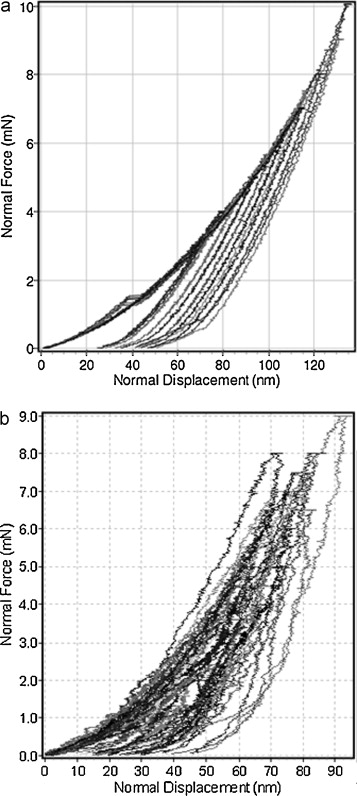 a
10
8
6
4
2
0
Normal Force (mN)
0 20 40 60 80 100 120
Normal Displacement (nm)
b
9.0
8.0
7.0
6.0
5.0
4.0
3.0
2.0
1.0
0.0
Normal Force (mN)
0 10 20 30 40 50 60 70 80 90
Normal Displacement (nm)